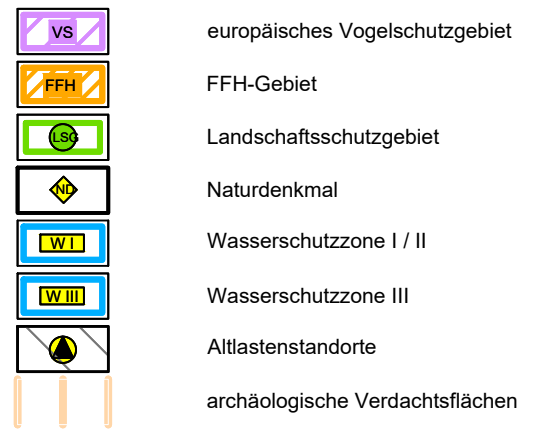 VS europäisches Vogelschutzgebiet
FFH FFH-Gebiet
LSG Landschaftsschutzgebiet
ND Naturdenkmal
W I Wasserschutzzone I / II
W III Wasserschutzzone III
Altlastenstandorte
archäologische Verdachtsflächen